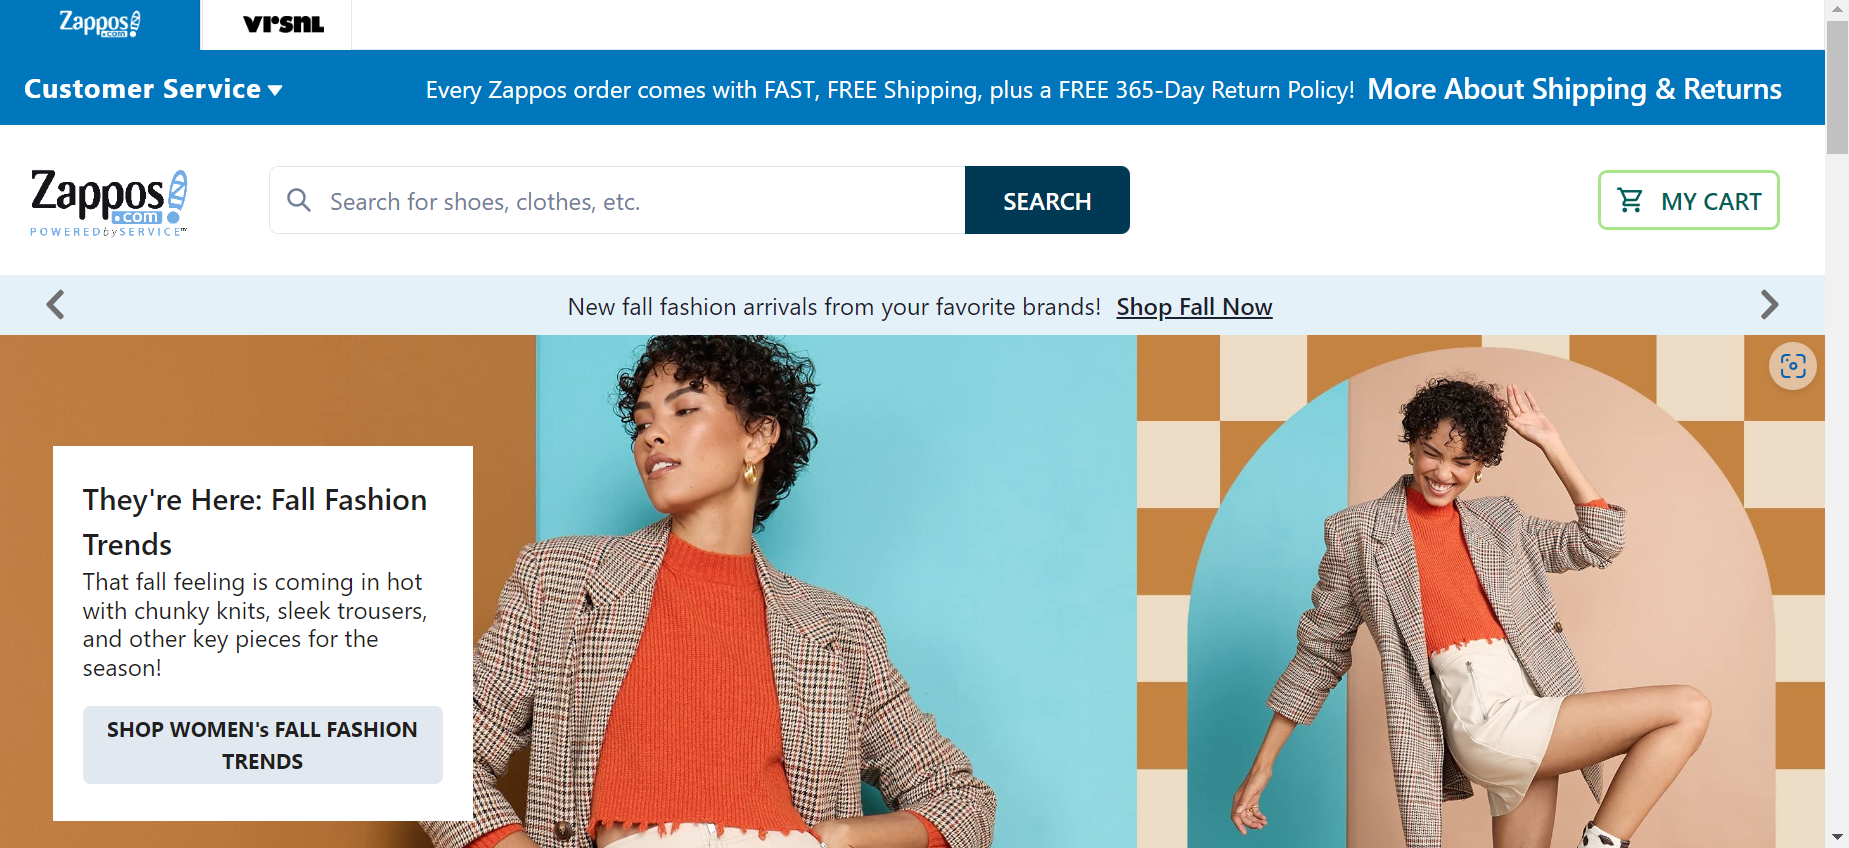 Zappos
.com
VRSNL
Customer Service
Every Zappos order comes with FAST, FREE Shipping, plus a FREE 365-Day Return Policy! More About Shipping & Returns
Zappos
.com
POWERED by SERVICE™
Search for shoes, clothes, etc.
SEARCH
MY CART
New fall fashion arrivals from your favorite brands! Shop Fall Now
They're Here: Fall Fashion
Trends
That fall feeling is coming in hot
with chunky knits, sleek trousers,
and other key pieces for the
season!
SHOP WOMEN's FALL FASHION
TRENDS